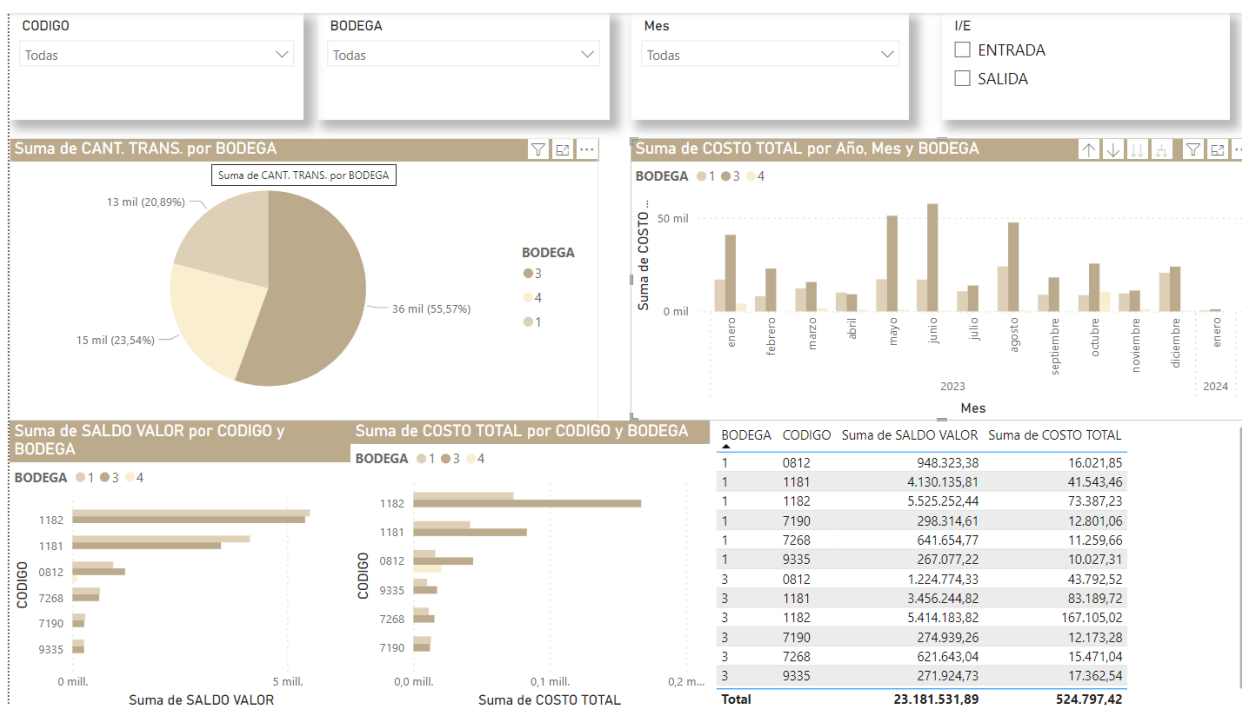 CODIGO
Todas
BODEGA
Todas
Mes
Todas
I/E
ENTRADA
SALIDA
Suma de CANT. TRANS. por BODEGA
Suma de CANT. TRANS. por BODEGA
13 mil (20,89%)
15 mil (23,54%)
36 mil (55,57%)
BODEGA
3
4
1
Suma de COSTO TOTAL por Año, Mes y BODEGA
BODEGA 1 3 4
Suma de COSTO ...
50 mil
0 mil
enero
febrero
marzo
abril
mayo
junio
julio
agosto
septiembre
octubre
noviembre
diciembre
enero
2023
2024
Mes
Suma de SALDO VALOR por CODIGO y
BODEGA
BODEGA 1 3 4
CODIGO
1182
1181
0812
7268
7190
9335
0 mill.
5 mill.
Suma de SALDO VALOR
Suma de COSTO TOTAL por CODIGO y BODEGA
BODEGA 1 3 4
CODIGO
1182
1181
0812
9335
7268
7190
0,0 mill.
0,1 mill.
0,2 m...
Suma de COSTO TOTAL
BODEGA CODIGO Suma de SALDO VALOR Suma de COSTO TOTAL
1 0812 948.323,38 16.021,85
1 1181 4.130.135,81 41.543,46
1 1182 5.525.252,44 73.387,23
1 7190 298.314,61 12.801,06
1 7268 641.654,77 11.259,66
1 9335 267.077,22 10.027,31
3 0812 1.224.774,33 43.792,52
3 1181 3.456.244,82 83.189,72
3 1182 5.414.183,82 167.105,02
3 7190 274.939,26 12.173,28
3 7268 621.643,04 15.471,04
3 9335 271.924,73 17.362,54
Total 23.181.531,89 524.797,42